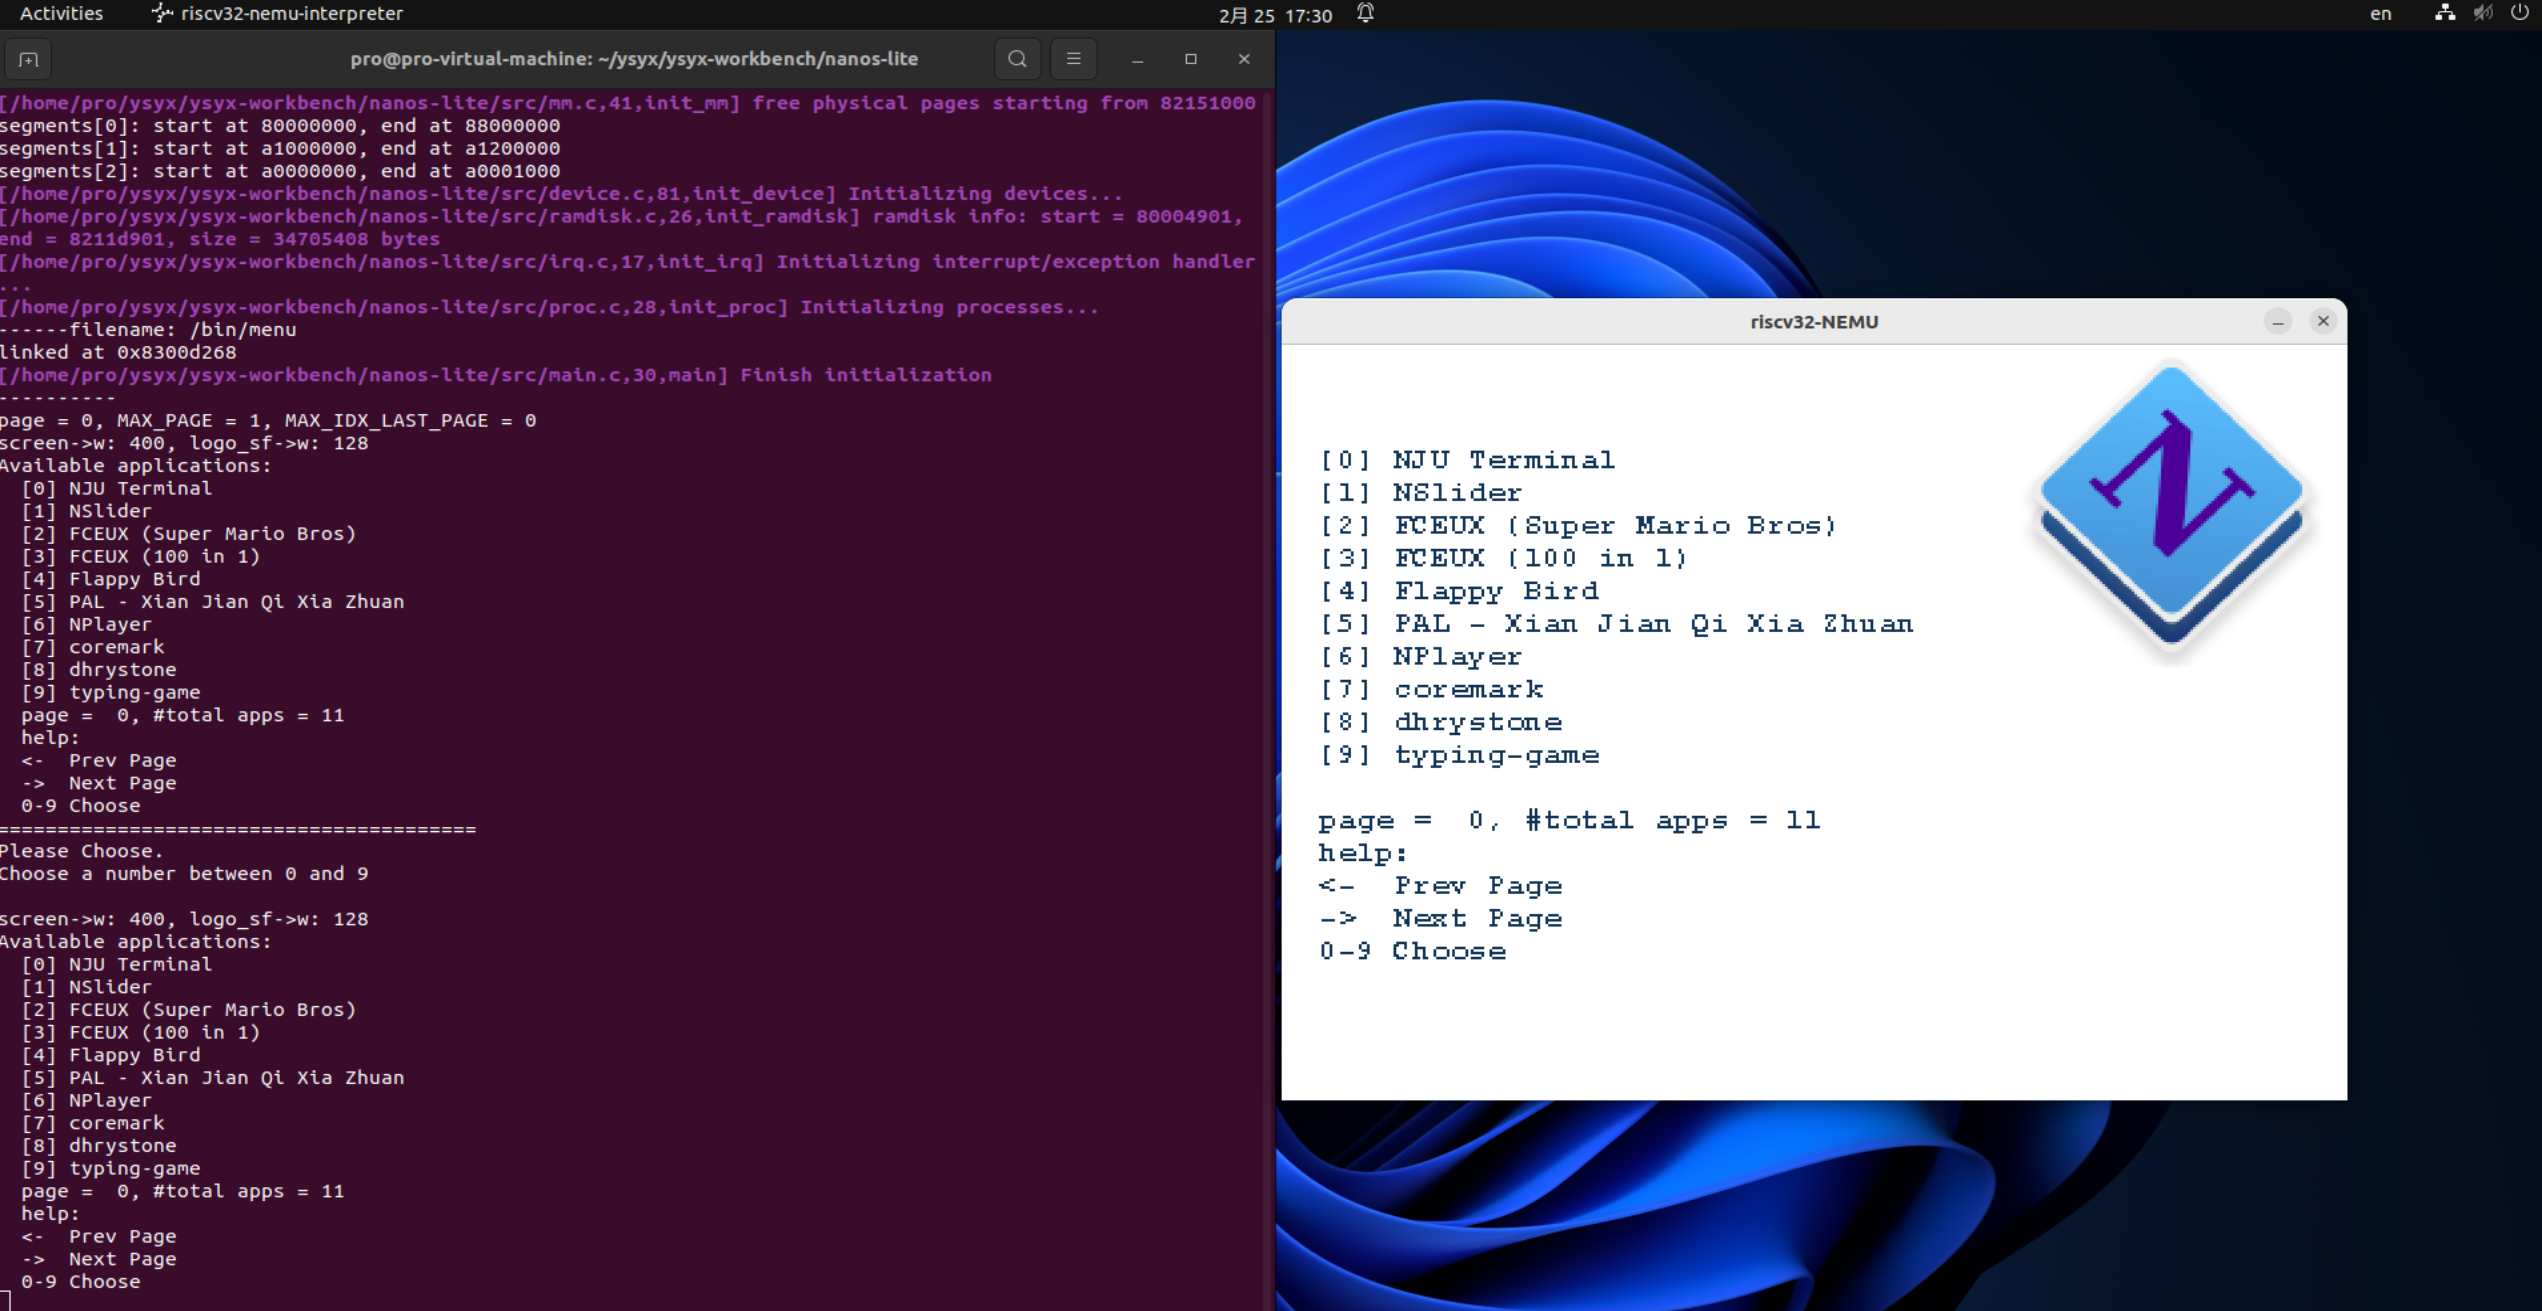 Activities riscv32-nemu-interpreter 2月 25 17:30 en
pro@pro-virtual-machine: ~/ysyx/ysyx-workbench/nanos-lite
[/home/pro/ysyx/ysyx-workbench/nanos-lite/src/mm.c,41,init_mm] free physical pages starting from 82151000
segments[0]: start at 80000000, end at 88000000
segments[1]: start at a1000000, end at a1200000
segments[2]: start at a0000000, end at a0001000
[/home/pro/ysyx/ysyx-workbench/nanos-lite/src/device.c,81,init_device] Initializing devices...
[/home/pro/ysyx/ysyx-workbench/nanos-lite/src/ramdisk.c,26,init_ramdisk] ramdisk info: start = 80004901,
end = 8211d901, size = 34705408 bytes
[/home/pro/ysyx/ysyx-workbench/nanos-lite/src/irq.c,17,init_irq] Initializing interrupt/exception handler
...
[/home/pro/ysyx/ysyx-workbench/nanos-lite/src/proc.c,28,init_proc] Initializing processes...
------filename: /bin/menu
linked at 0x8300d268
[/home/pro/ysyx/ysyx-workbench/nanos-lite/src/main.c,30,main] Finish initialization
----------
page = 0, MAX_PAGE = 1, MAX_IDX_LAST_PAGE = 0
screen->w: 400, logo_sf->w: 128
Available applications:
[0] NJU Terminal
[1] NSlider
[2] FCEUX (Super Mario Bros)
[3] FCEUX (100 in 1)
[4] Flappy Bird
[5] PAL - Xian Jian Qi Xia Zhuan
[6] NPlayer
[7] coremark
[8] dhrystone
[9] typing-game
page =  0, #total apps = 11
help:
<-  Prev Page
->  Next Page
0-9 Choose
========================================
Please Choose.
Choose a number between 0 and 9
screen->w: 400, logo_sf->w: 128
Available applications:
[0] NJU Terminal
[1] NSlider
[2] FCEUX (Super Mario Bros)
[3] FCEUX (100 in 1)
[4] Flappy Bird
[5] PAL - Xian Jian Qi Xia Zhuan
[6] NPlayer
[7] coremark
[8] dhrystone
[9] typing-game
page =  0, #total apps = 11
help:
<-  Prev Page
->  Next Page
0-9 Choose
riscv32-NEMU
N
[0] NJU Terminal
[1] NSlider
[2] FCEUX (Super Mario Bros)
[3] FCEUX (100 in 1)
[4] Flappy Bird
[5] PAL - Xian Jian Qi Xia Zhuan
[6] NPlayer
[7] coremark
[8] dhrystone
[9] typing-game
page =  0, #total apps = 11
help:
<-  Prev Page
->  Next Page
0-9 Choose